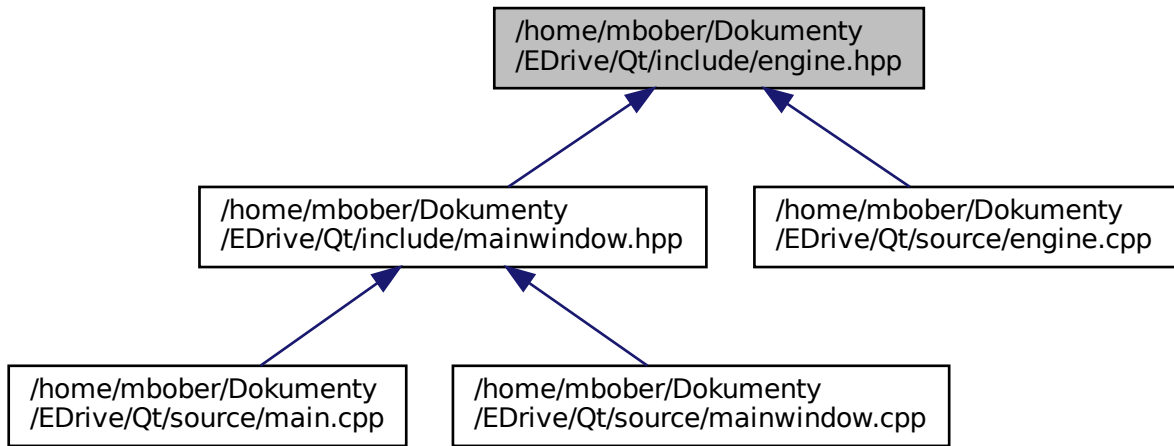 /home/mbober/Dokumenty
/EDrive/Qt/include/engine.hpp
/home/mbober/Dokumenty
/EDrive/Qt/include/mainwindow.hpp
/home/mbober/Dokumenty
/EDrive/Qt/source/engine.cpp
/home/mbober/Dokumenty
/EDrive/Qt/source/main.cpp
/home/mbober/Dokumenty
/EDrive/Qt/source/mainwindow.cpp